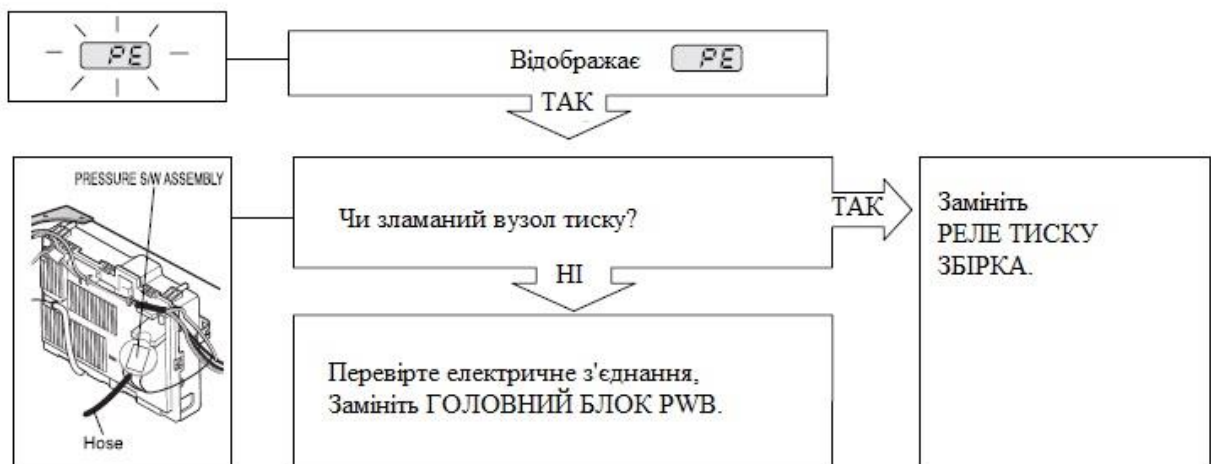 PE
Відображає PE
ТАК
PRESSURE S/W ASSEMBLY
Hose
Чи зламаний вузол тиску?
ТАК
Замініть
РЕЛЕ ТИСКУ
ЗБІРКА.
НІ
Перевірте електричне з'єднання,
Замініть ГОЛОВНИЙ БЛОК PWB.